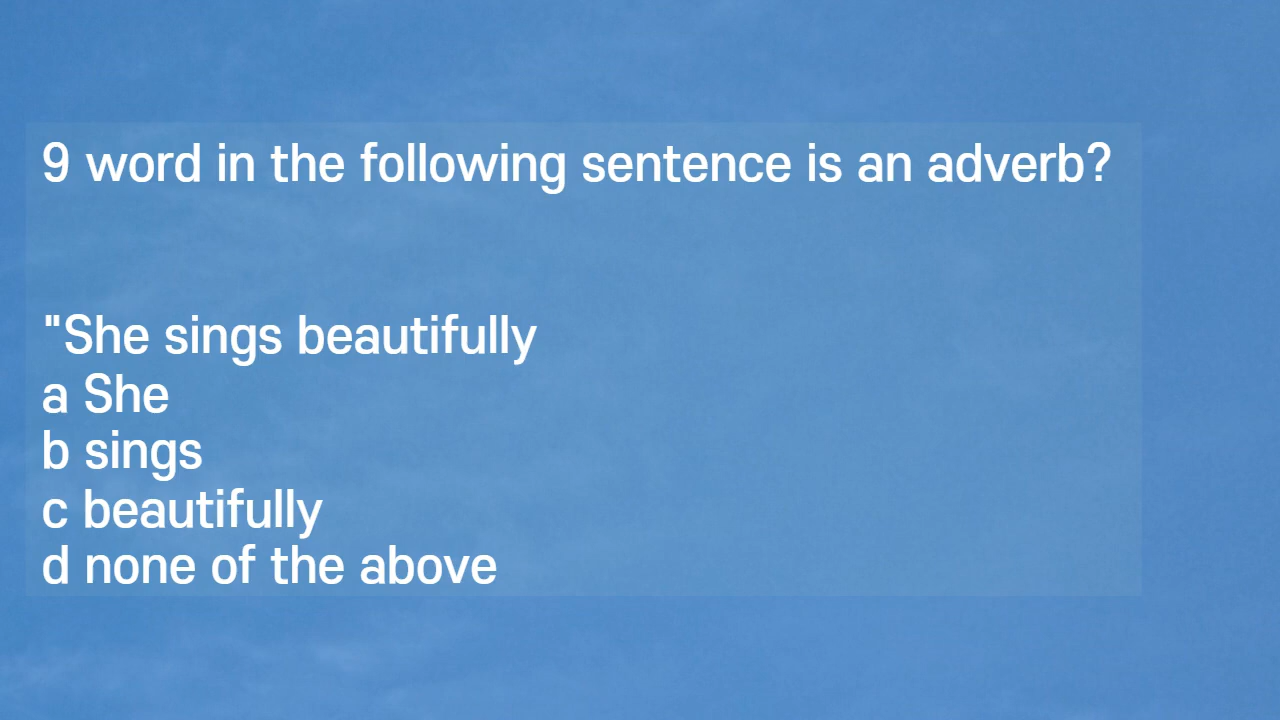 9 word in the following sentence is an adverb?
"She sings beautifully
a She
b sings
c beautifully
d none of the above